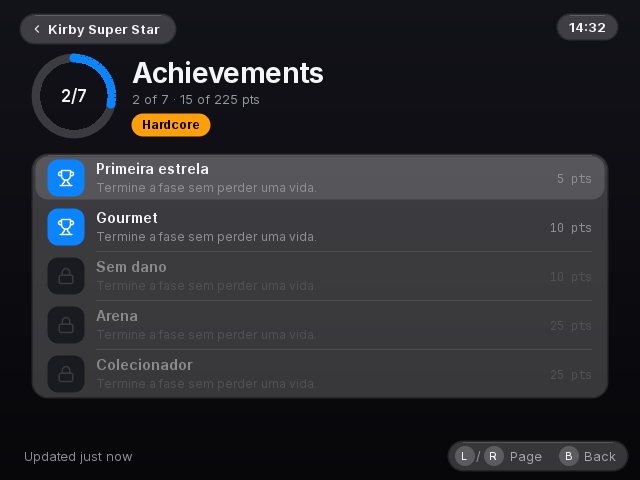 Kirby Super Star
14:32
2/7
Achievements
2 of 7 · 15 of 225 pts
Hardcore
Primeira estrela
Termine a fase sem perder uma vida.
5 pts
Gourmet
Termine a fase sem perder uma vida.
10 pts
Sem dano
Termine a fase sem perder uma vida.
10 pts
Arena
Termine a fase sem perder uma vida.
25 pts
Colecionador
Termine a fase sem perder uma vida.
25 pts
Updated just now
L / R Page B Back